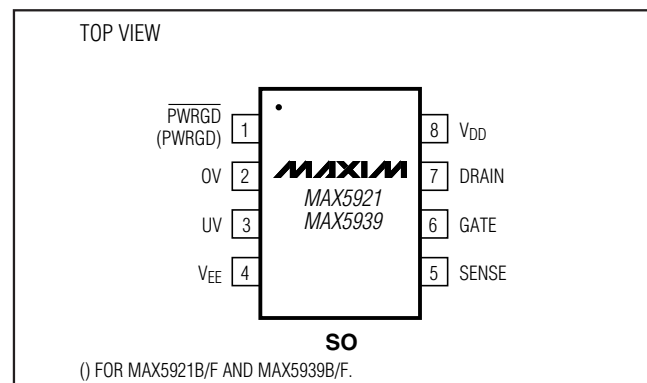 TOP VIEW
PWRGD
(PWRGD)
1
8
VDD
OV
2
MAXIM
7
DRAIN
MAX5921
MAX5939
UV
3
6
GATE
VEE
4
5
SENSE
SO
() FOR MAX5921B/F AND MAX5939B/F.